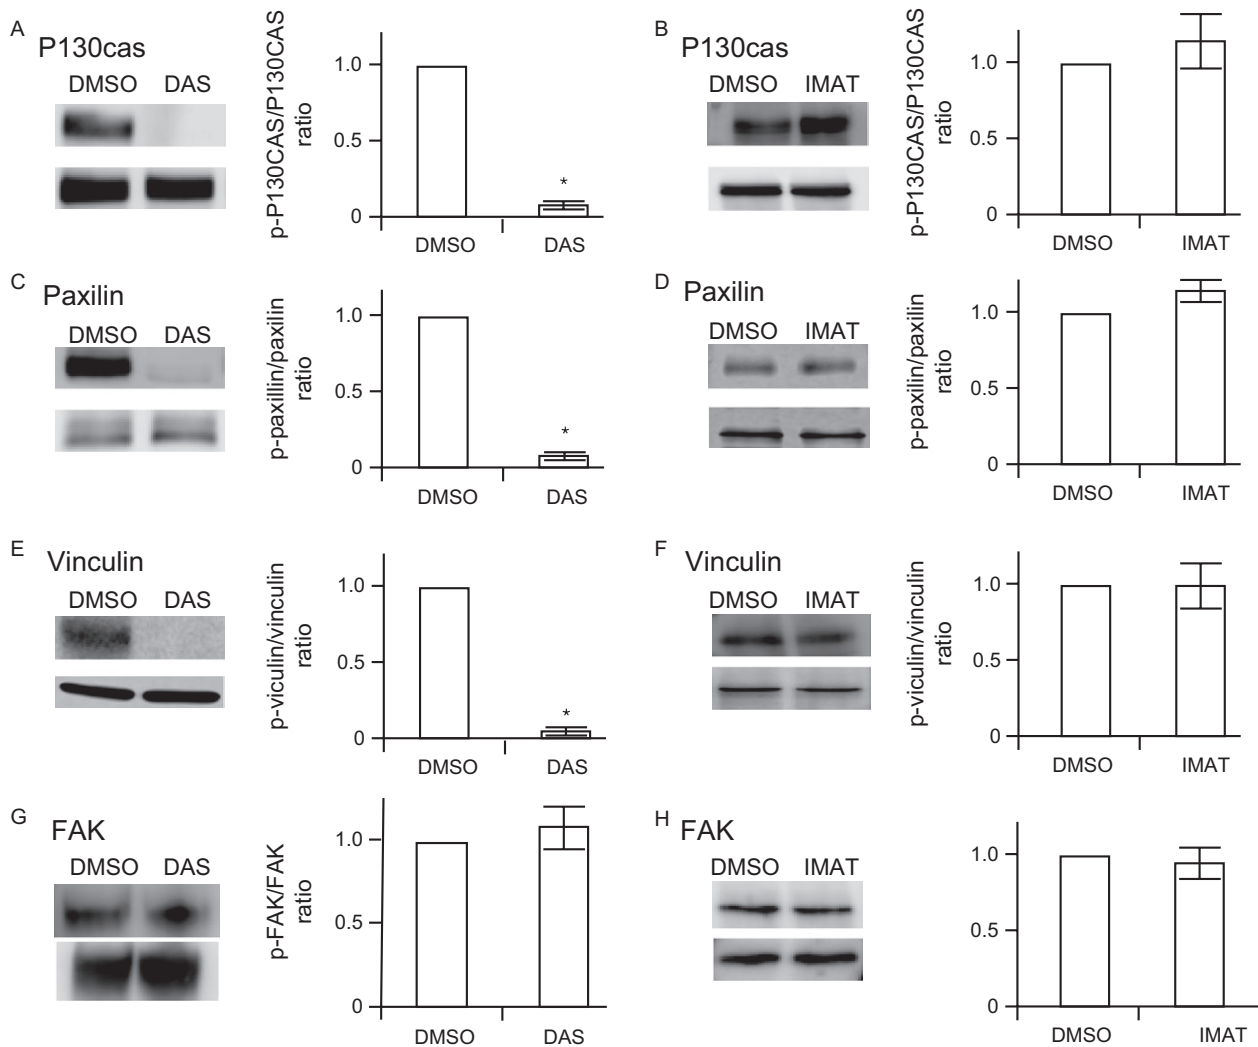 A
P130cas
DMSO DAS
p-P130CAS/P130CAS
ratio
1.0
0.5
0
*
DMSO DAS
B
P130cas
DMSO IMAT
p-P130CAS/P130CAS
ratio
1.0
0.5
0
DMSO IMAT
C
Paxilin
DMSO DAS
p-paxillin/paxilin
ratio
1.0
0.5
0
*
DMSO DAS
D
Paxilin
DMSO IMAT
p-paxillin/paxilin
ratio
1.0
0.5
0
DMSO IMAT
E
Vinculin
DMSO DAS
p-viculin/vinculin
ratio
1.0
0.5
0
*
DMSO DAS
F
Vinculin
DMSO IMAT
p-viculin/vinculin
ratio
1.0
0.5
0
DMSO IMAT
G
FAK
DMSO DAS
p-FAK/FAK
ratio
1.0
0.5
0
DMSO DAS
H
FAK
DMSO IMAT
1.0
0.5
0
DMSO IMAT